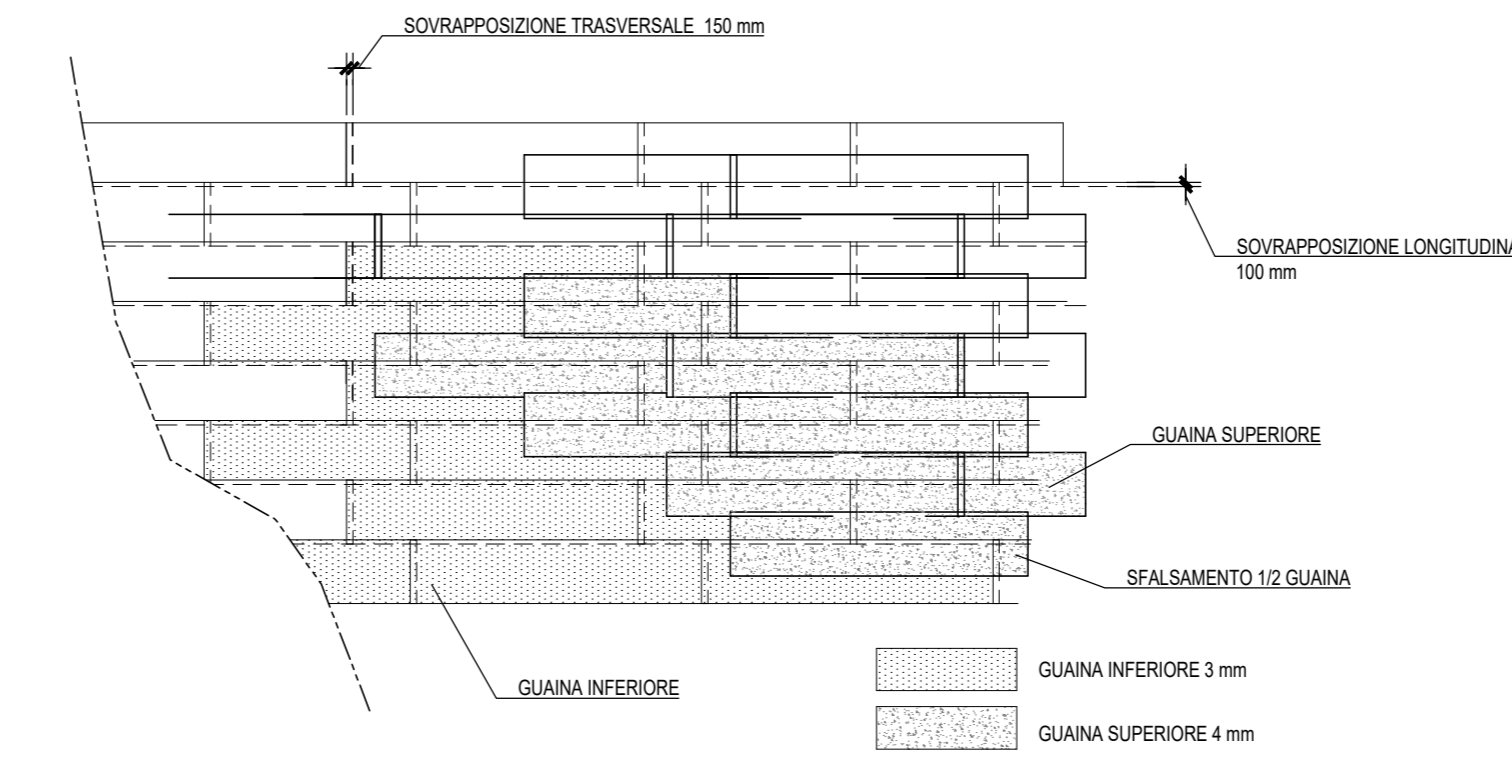 SOVRAPPOSIZIONE TRASVERSALE 150 mm
SOVRAPPOSIZIONE LONGITUDINA
100 mm
GUAINA SUPERIORE
SFALSAMENTO 1/2 GUAINA
GUAINA INFERIORE
GUAINA INFERIORE 3 mm
GUAINA SUPERIORE 4 mm